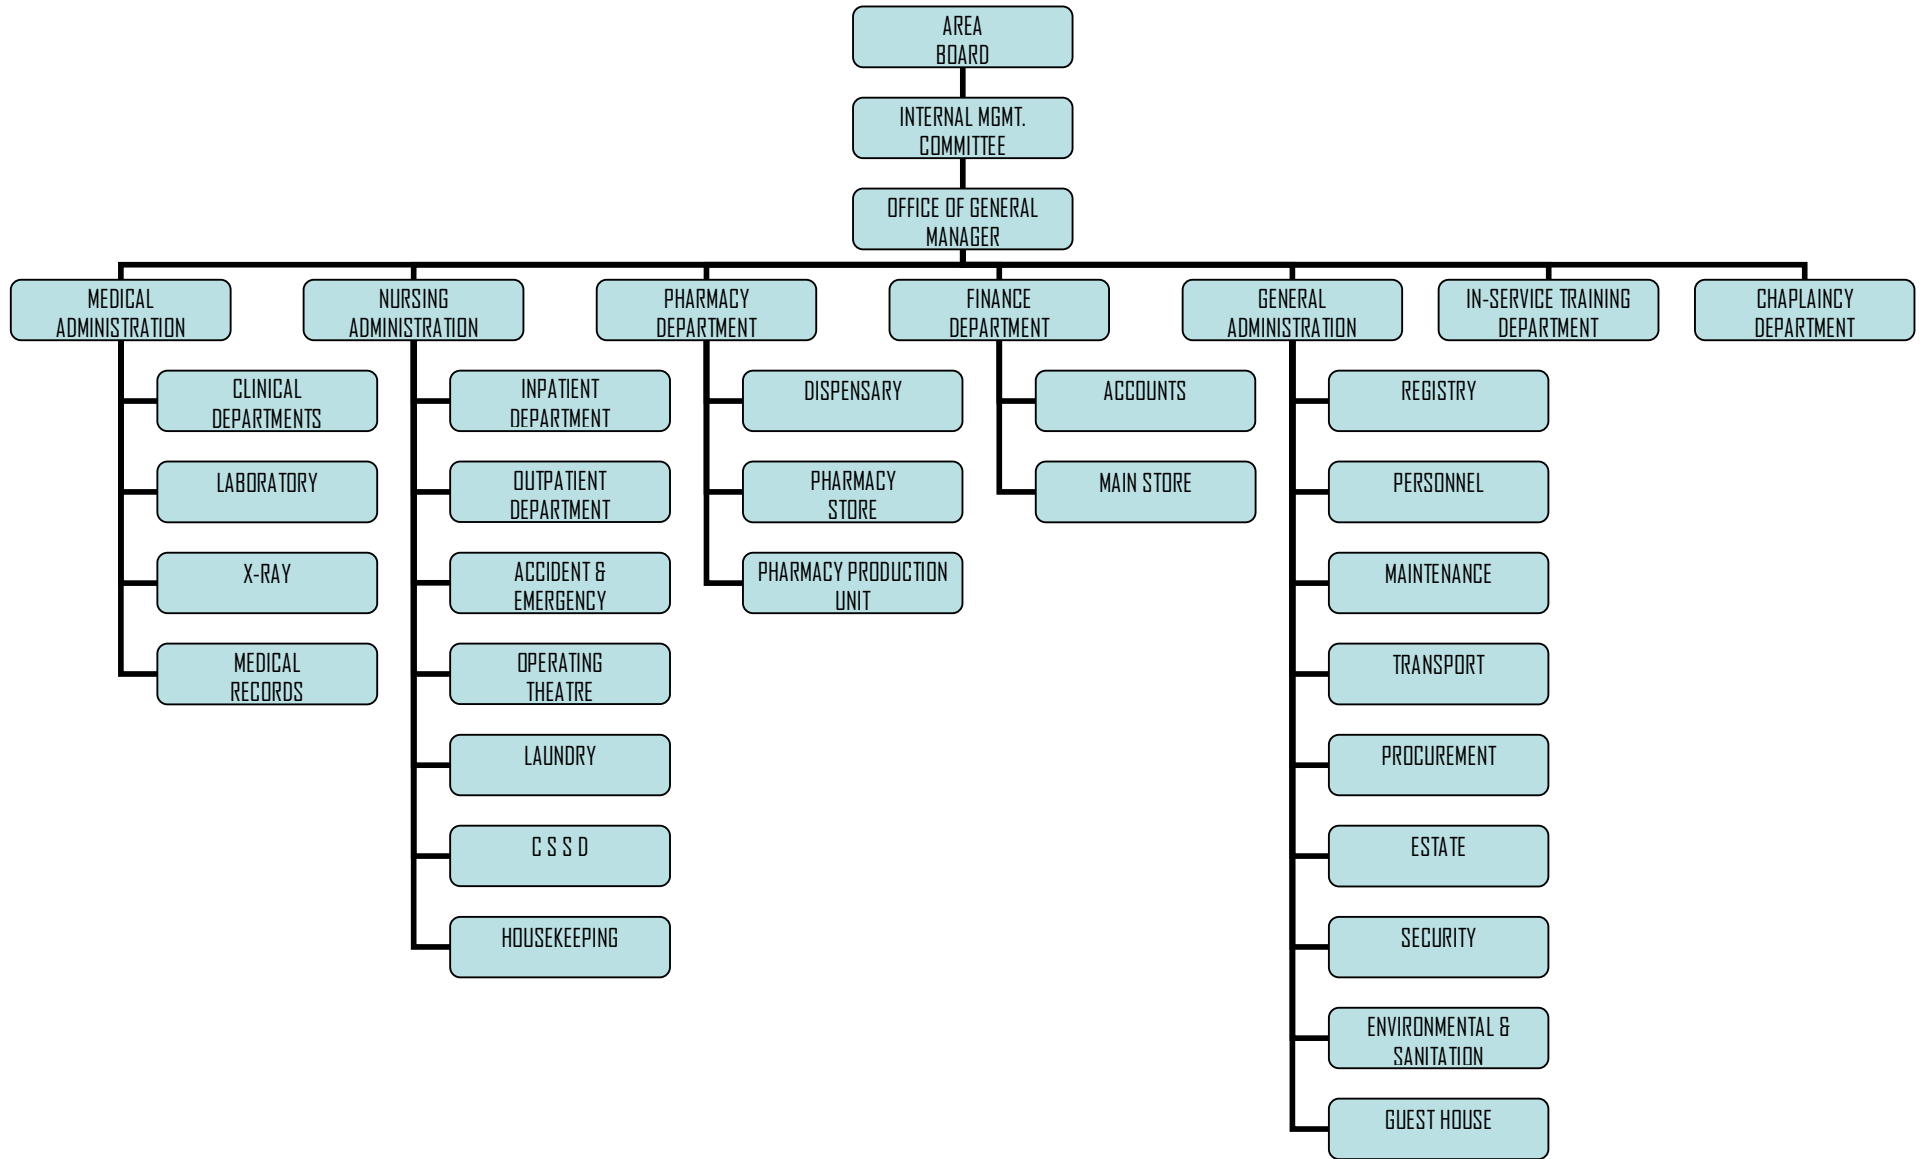 AREA
BOARD
INTERNAL MGMT.
COMMITTEE
OFFICE OF GENERAL
MANAGER
MEDICAL
ADMINISTRATION
NURSING
ADMINISTRATION
PHARMACY
DEPARTMENT
FINANCE
DEPARTMENT
GENERAL
ADMINISTRATION
IN-SERVICE TRAINING
DEPARTMENT
CHAPLAINCY
DEPARTMENT
CLINICAL
DEPARTMENTS
LABORATORY
X-RAY
MEDICAL
RECORDS
INPATIENT
DEPARTMENT
OUTPATIENT
DEPARTMENT
ACCIDENT &
EMERGENCY
OPERATING
THEATRE
LAUNDRY
C S S D
HOUSEKEEPING
DISPENSARY
PHARMACY
STORE
PHARMACY PRODUCTION
UNIT
ACCOUNTS
MAIN STORE
REGISTRY
PERSONNEL
MAINTENANCE
TRANSPORT
PROCUREMENT
ESTATE
SECURITY
ENVIRONMENTAL &
SANITATION
GUEST HOUSE